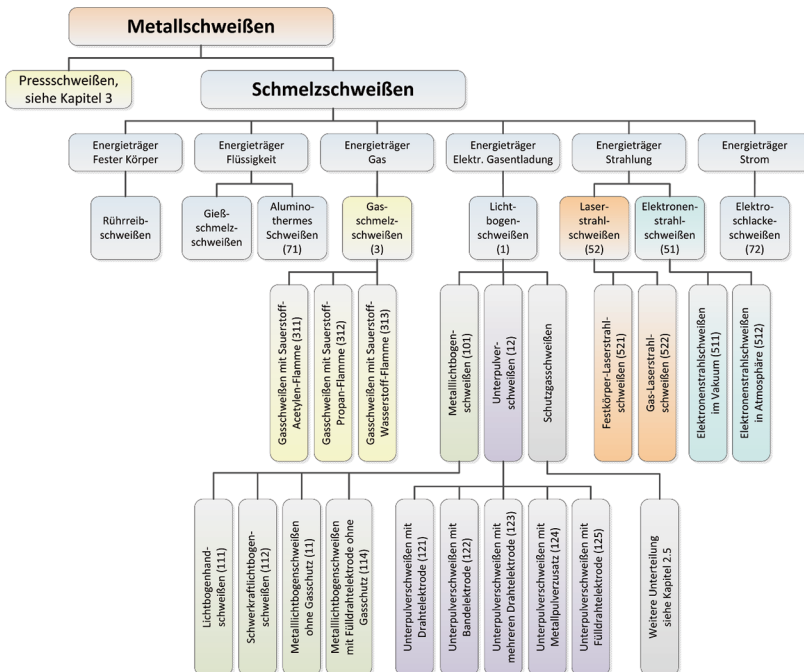 Metallschweißen
Pressschweißen,
siehe Kapitel 3
Schmelzschweißen
Energieträger
Fester Körper
Energieträger
Flüssigkeit
Energieträger
Gas
Energieträger
Elektr. Gasentladung
Energieträger
Strahlung
Energieträger
Strom
Rührreib-
schweißen
Gieß-
schmelz-
schweißen
Alumino-
thermes
Schweißen
(71)
Gas-
schmelz-
schweißen
(3)
Licht-
bogen-
schweißen
(1)
Laser-
strahl-
schweißen
(52)
Elektronen-
strahl-
schweißen
(51)
Elektro-
schlacke-
schweißen
(72)
Gasschweißen mit Sauerstoff-
Acetylen-Flamme (311)
Gasschweißen mit Sauerstoff-
Propan-Flamme (312)
Gasschweißen mit Sauerstoff-
Wasserstoff-Flamme (313)
Metalllichtbogen-
schweißen (101)
Unterpulver-
schweißen (12)
Schutzgasschweißen
Festkörper-Laserstrahl-
schweißen (521)
Gas-Laserstrahl-
schweißen (522)
Elektronenstrahlschweißen
im Vakuum (511)
Elektronenstrahlschweißen
in Atmosphäre (512)
Lichtbogenhand-
schweißen (111)
Schwerkraftlichtbogen-
schweißen (112)
Metalllichtbogenschweißen
ohne Gasschutz (11)
Metalllichtbogenschweißen
mit Fülldrahtelektrode ohne
Gasschutz (114)
Unterpulverschweißen mit
Drahtelektrode (121)
Unterpulverschweißen mit
Bandelektrode (122)
Unterpulverschweißen mit
mehreren Drahtelektrode (123)
Unterpulverschweißen mit
Metallpulverzusatz (124)
Unterpulverschweißen mit
Fülldrahtelektrode (125)
Weitere Unterteilung
siehe Kapitel 2.5